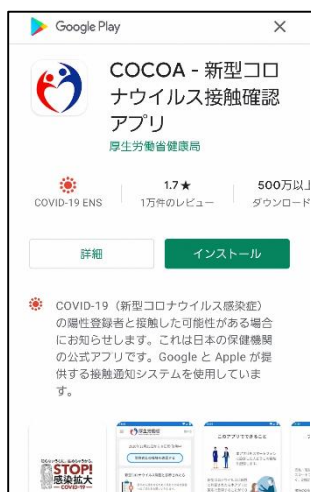 Google Play
COCOA - 新型コロ
ナウイルス接触確認
アプリ
厚生労働省健康局
COVID-19 ENS
1.7★
1万件のレビュー
500万以上
ダウンロード
詳細
インストール
COVID-19（新型コロナウイルス感染症）
の陽性登録者と接触した可能性がある場合
にお知らせします。これは日本の保健機関
の公式アプリです。Google と Apple が提
供する接触通知システムを使用していま
す。
STOP!
感染拡大
COVID-19
このアプリでできること